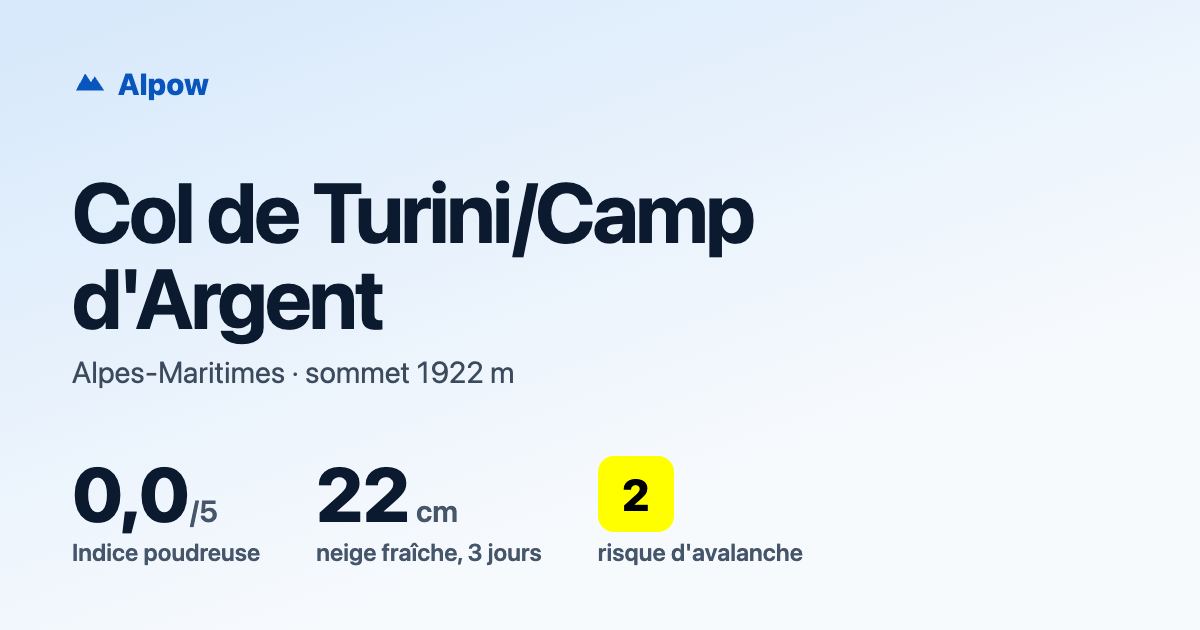 Alpow
Col de Turini/Camp
d'Argent
Alpes-Maritimes · sommet 1922 m
0,0/5 22 cm 2
Indice poudreuse neige fraîche, 3 jours risque d'avalanche